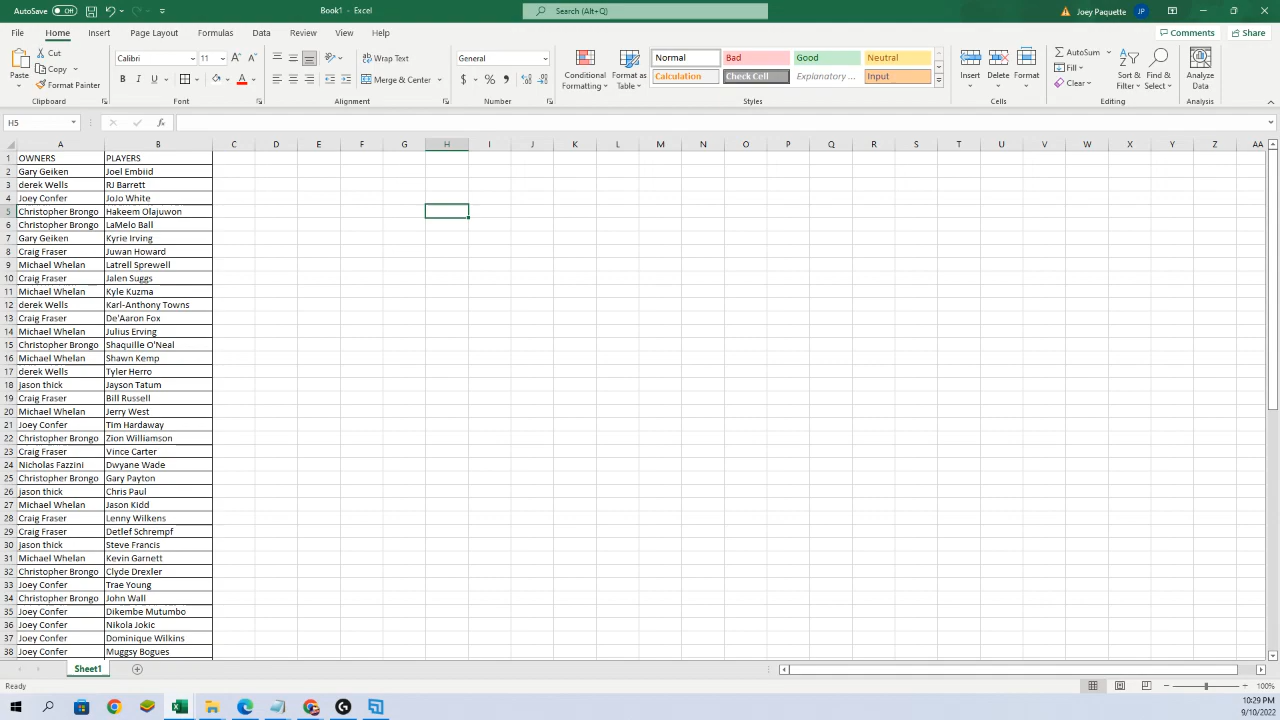 AutoSave Off Book1 - Excel Search (Alt+Q) Joey Paquette JP
File Home Insert Page Layout Formulas Data Review View Help Comments Share
Paste Cut Copy Format Painter Clipboard
Calibri 11 B I U A Font
Wrap Text Merge & Center Alignment
General $ % Number
Conditional Formatting Format as Table Normal Bad Good Neutral Calculation Check Cell Explanatory ... Input Styles
Insert Delete Format Cells
AutoSum Fill Clear Sort & Filter Find & Select Editing
Analyze Data Analysis
H5 fx
A B C D E F G H I J K L M N O P Q R S T U V W X Y Z AA
1 OWNERS PLAYERS
2 Gary Geiken Joel Embiid
3 derek Wells RJ Barrett
4 Joey Confer JoJo White
5 Christopher Brongo Hakeem Olajuwon
6 Christopher Brongo LaMelo Ball
7 Gary Geiken Kyrie Irving
8 Craig Fraser Juwan Howard
9 Michael Whelan Latrell Sprewell
10 Craig Fraser Jalen Suggs
11 Michael Whelan Kyle Kuzma
12 derek Wells Karl-Anthony Towns
13 Craig Fraser De'Aaron Fox
14 Michael Whelan Julius Erving
15 Christopher Brongo Shaquille O'Neal
16 Michael Whelan Shawn Kemp
17 derek Wells Tyler Herro
18 jason thick Jayson Tatum
19 Craig Fraser Bill Russell
20 Michael Whelan Jerry West
21 Joey Confer Tim Hardaway
22 Christopher Brongo Zion Williamson
23 Craig Fraser Vince Carter
24 Nicholas Fazzini Dwyane Wade
25 Christopher Brongo Gary Payton
26 jason thick Chris Paul
27 Michael Whelan Jason Kidd
28 Craig Fraser Lenny Wilkens
29 Craig Fraser Detlef Schrempf
30 jason thick Steve Francis
31 Michael Whelan Kevin Garnett
32 Christopher Brongo Clyde Drexler
33 Joey Confer Trae Young
34 Christopher Brongo John Wall
35 Joey Confer Dikembe Mutumbo
36 Joey Confer Nikola Jokic
37 Joey Confer Dominique Wilkins
38 Joey Confer Muggsy Bogues
Sheet1
Ready 100%
10:29 PM
9/10/2022